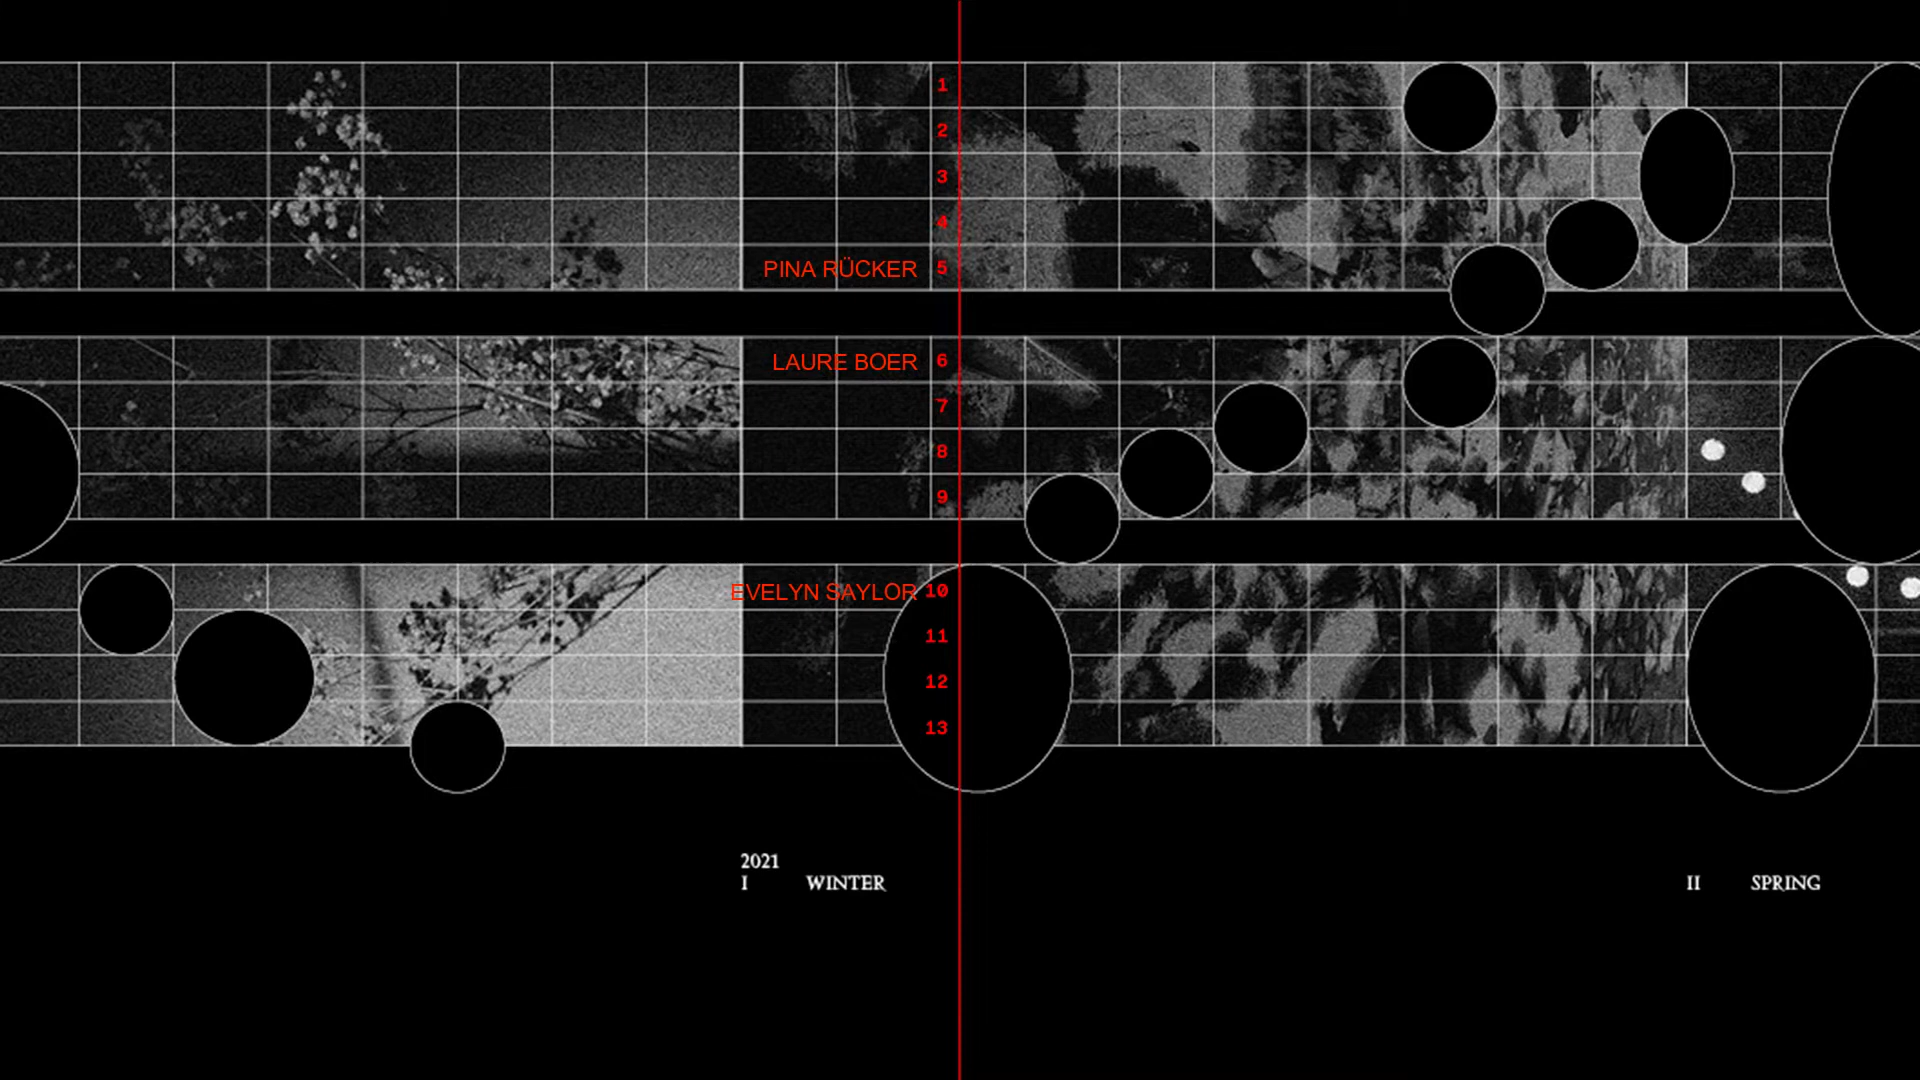 1
2
3
4
PINA RÜCKER 5
LAURE BOER 6
7
8
9
EVELYN SAYLOR 10
11
12
13
2021
I WINTER II SPRING